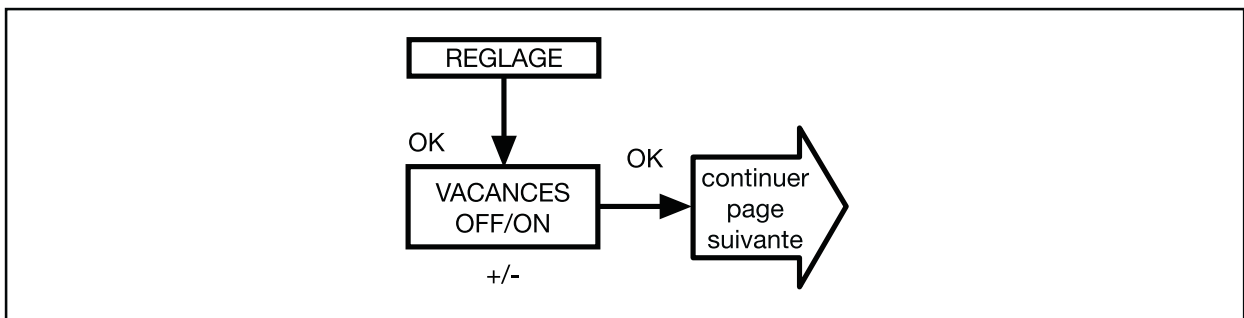 REGLAGE
OK
VACANCES
OFF/ON
+/-
OK
continuer
page
suivante